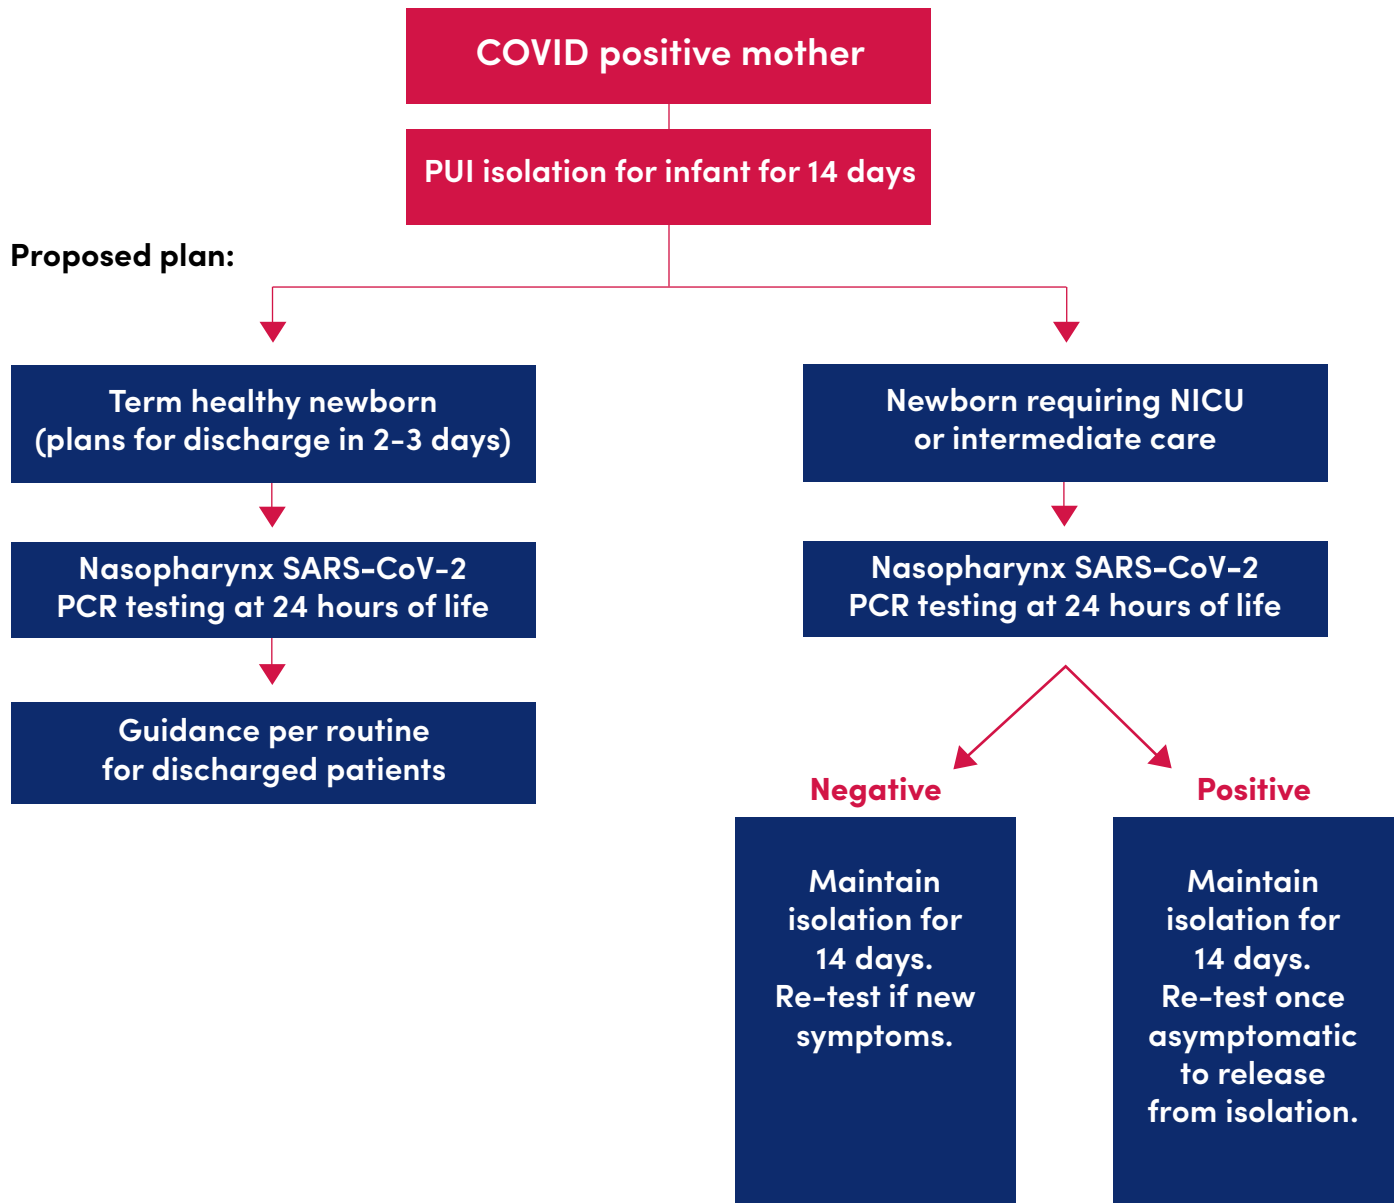 COVID positive mother
PUI isolation for infant for 14 days
Proposed plan:
Term healthy newborn
(plans for discharge in 2-3 days)
Nasopharynx SARS-CoV-2
PCR testing at 24 hours of life
Guidance per routine
for discharged patients
Newborn requiring NICU
or intermediate care
Nasopharynx SARS-CoV-2
PCR testing at 24 hours of life
Negative
Maintain
isolation for
14 days.
Re-test if new
symptoms.
Positive
Maintain
isolation for
14 days.
Re-test once
asymptomatic
to release
from isolation.